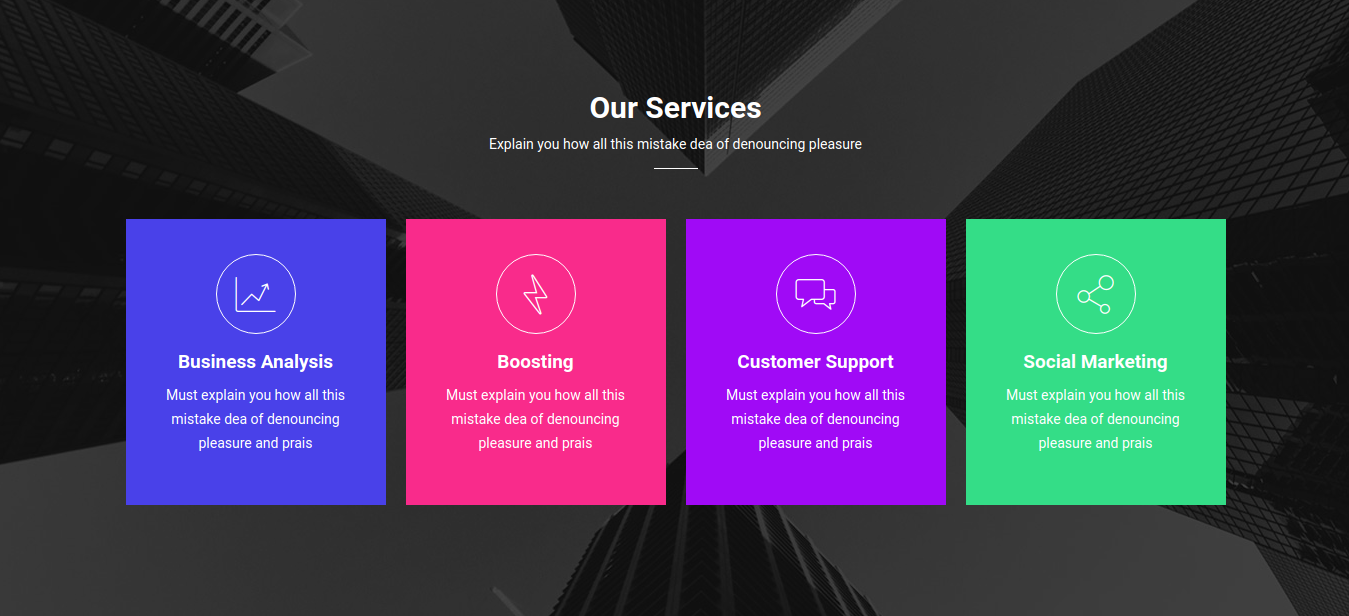 Our Services
Explain you how all this mistake dea of denouncing pleasure
Business Analysis
Must explain you how all this
mistake dea of denouncing
pleasure and prais
Boosting
Must explain you how all this
mistake dea of denouncing
pleasure and prais
Customer Support
Must explain you how all this
mistake dea of denouncing
pleasure and prais
Social Marketing
Must explain you how all this
mistake dea of denouncing
pleasure and prais